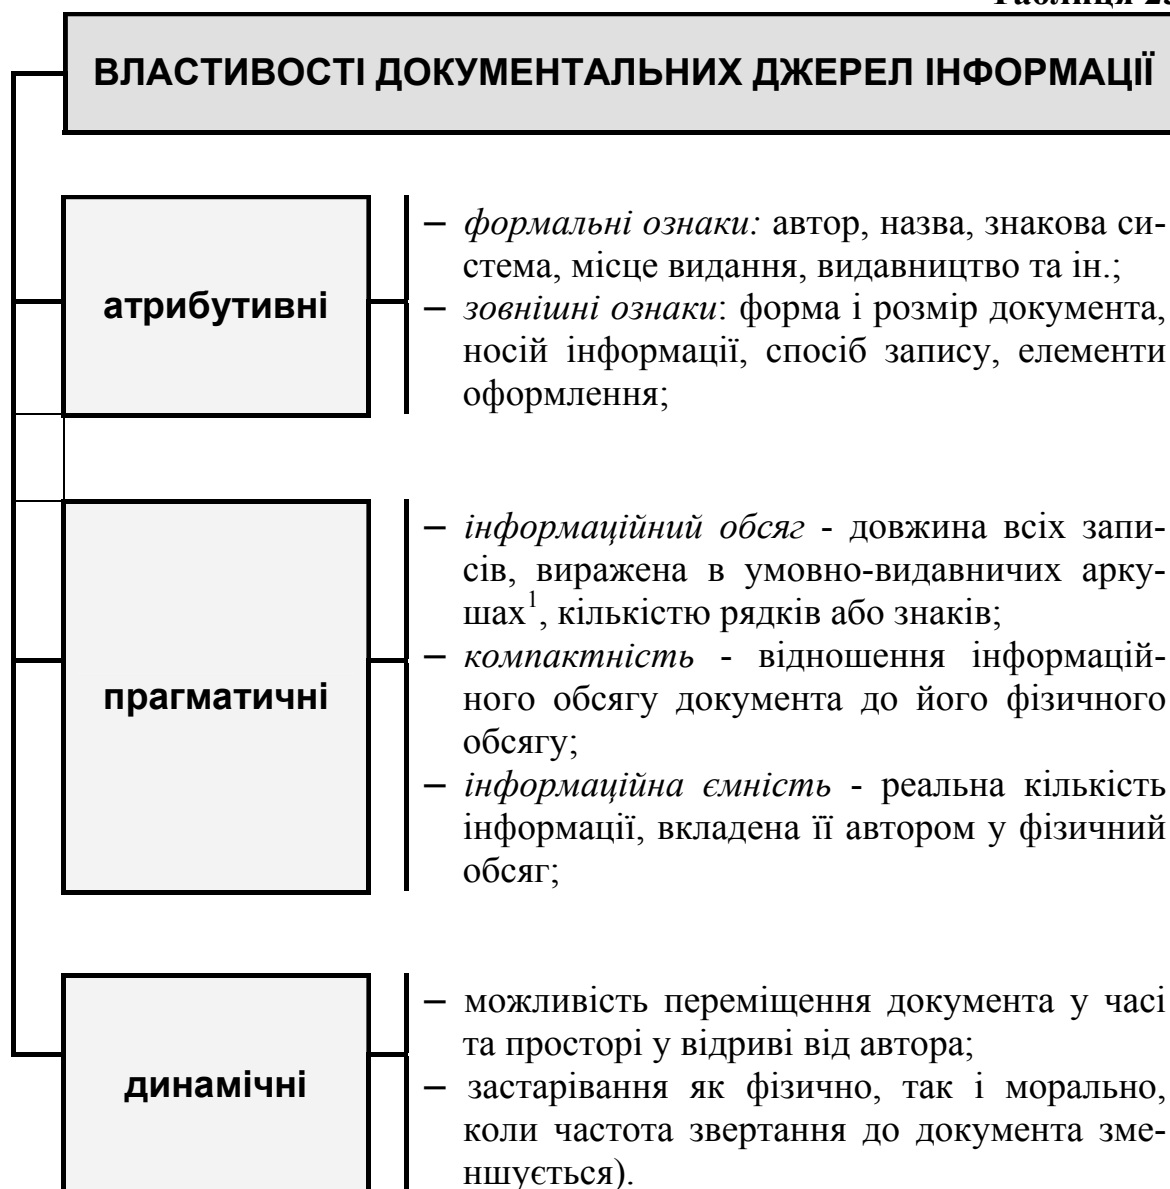 ВЛАСТИВОСТІ ДОКУМЕНТАЛЬНИХ ДЖЕРЕЛ ІНФОРМАЦІЇ
атрибутивні
– формальні ознаки: автор, назва, знакова си-
стема, місце видання, видавництво та ін.;
– зовнішні ознаки: форма і розмір документа,
носій інформації, спосіб запису, елементи
оформлення;
прагматичні
– інформаційний обсяг - довжина всіх запи-
сів, виражена в умовно-видавничих арку-
шах¹, кількістю рядків або знаків;
– компактність - відношення інформацій-
ного обсягу документа до його фізичного
обсягу;
– інформаційна ємність - реальна кількість
інформації, вкладена її автором у фізичний
обсяг;
динамічні
– можливість переміщення документа у часі
та просторі у відриві від автора;
– застарівання як фізично, так і морально,
коли частота звертання до документа зме-
ншується).